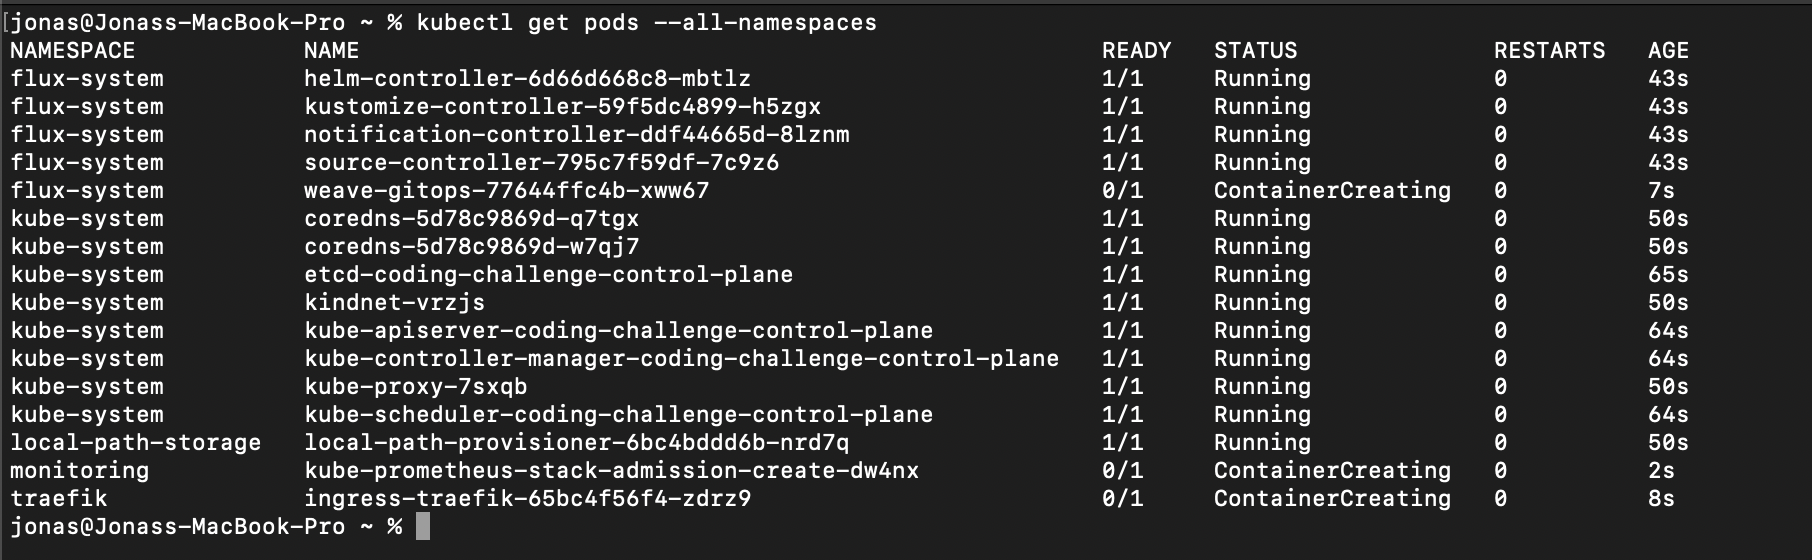 [jonas@Jonass-MacBook-Pro ~ % kubectl get pods --all-namespaces
NAMESPACE            NAME                                                     READY   STATUS              RESTARTS   AGE
flux-system          helm-controller-6d66d668c8-mbtlz                         1/1     Running             0          43s
flux-system          kustomize-controller-59f5dc4899-h5zgx                    1/1     Running             0          43s
flux-system          notification-controller-ddf44665d-8lznm                  1/1     Running             0          43s
flux-system          source-controller-795c7f59df-7c9z6                       1/1     Running             0          43s
flux-system          weave-gitops-77644ffc4b-xww67                            0/1     ContainerCreating   0          7s
kube-system          coredns-5d78c9869d-q7tgx                                 1/1     Running             0          50s
kube-system          coredns-5d78c9869d-w7qj7                                 1/1     Running             0          50s
kube-system          etcd-coding-challenge-control-plane                      1/1     Running             0          65s
kube-system          kindnet-vrzjs                                            1/1     Running             0          50s
kube-system          kube-apiserver-coding-challenge-control-plane            1/1     Running             0          64s
kube-system          kube-controller-manager-coding-challenge-control-plane   1/1     Running             0          64s
kube-system          kube-proxy-7sxqb                                         1/1     Running             0          50s
kube-system          kube-scheduler-coding-challenge-control-plane            1/1     Running             0          64s
local-path-storage   local-path-provisioner-6bc4bddd6b-nrd7q                  1/1     Running             0          50s
monitoring           kube-prometheus-stack-admission-create-dw4nx             0/1     ContainerCreating   0          2s
traefik              ingress-traefik-65bc4f56f4-zdrz9                         0/1     ContainerCreating   0          8s
jonas@Jonass-MacBook-Pro ~ %